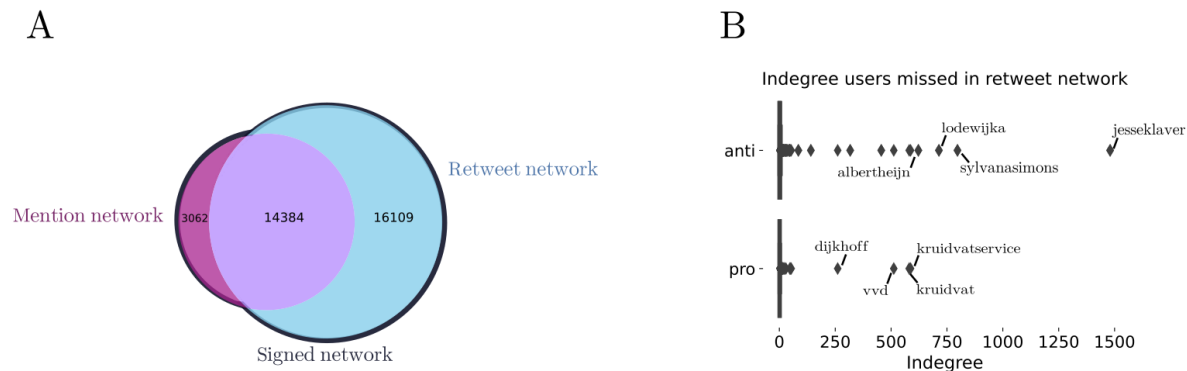 A
Mention network
3062
14384
16109
Retweet network
Signed network
B
Indegree users missed in retweet network
anti
lodewijka
jesseklaver
albertheijn
sylvanasimons
pro
dijkhoff
kruidvatservice
vvd
kruidvat
0 250 500 750 1000 1250 1500
Indegree